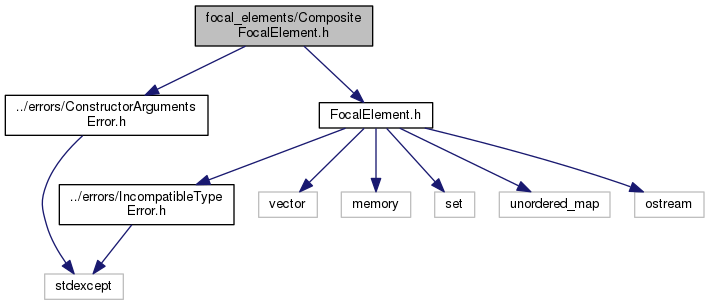 focal_elements/Composite
FocalElement.h
../errors/ConstructorArguments
Error.h
FocalElement.h
../errors/IncompatibleType
Error.h
vector
memory
set
unordered_map
ostream
stdexcept